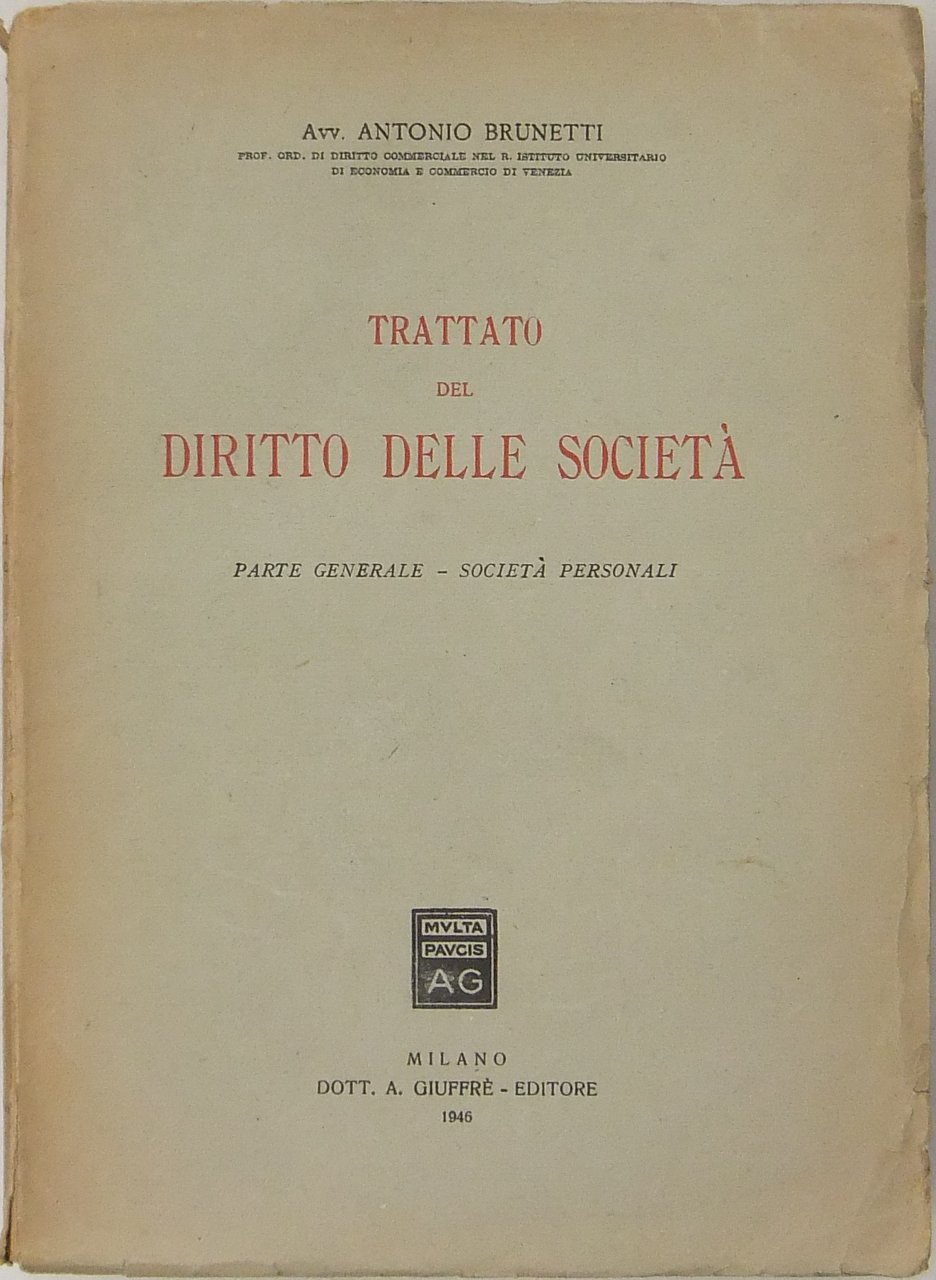 Avv. ANTONIO BRUNETTI
PROF. ORD. DI DIRITTO COMMERCIALE NEL R. ISTITUTO UNIVERSITARIO
DI ECONOMIA E COMMERCIO DI VENEZIA
TRATTATO
DEL
DIRITTO DELLE SOCIETÀ
PARTE GENERALE – SOCIETÀ PERSONALI
MVLTA
PAVCIS
AG
MILANO
DOTT. A. GIUFFRÈ - EDITORE
1946